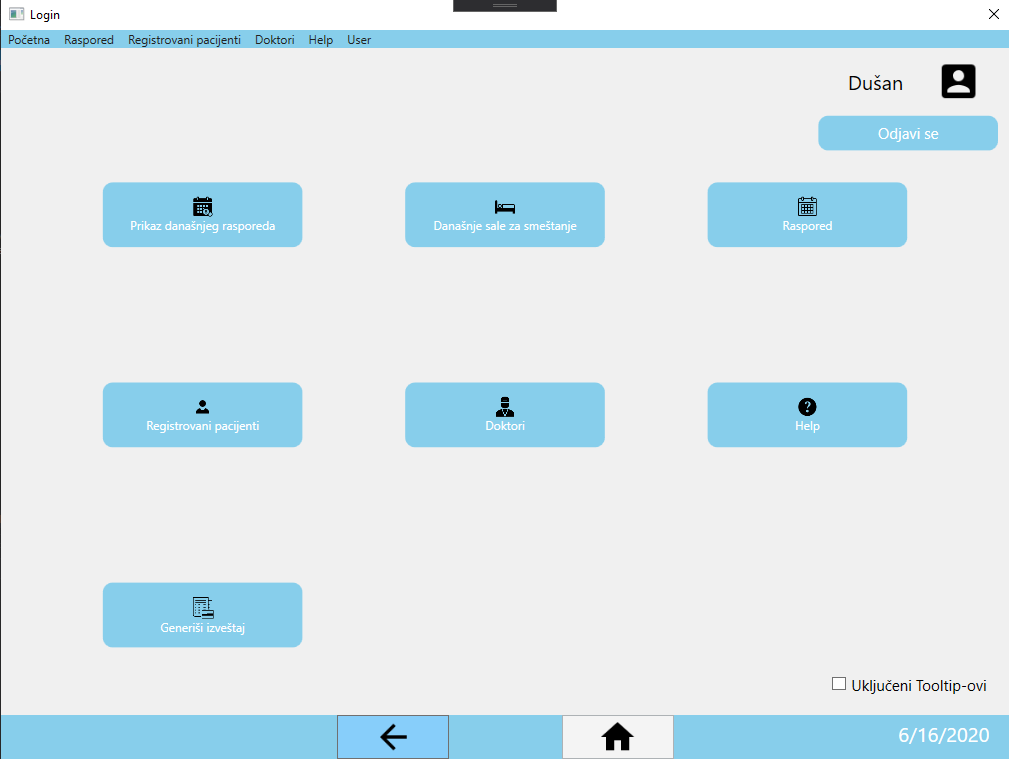 Login
Početna Raspored Registrovani pacijenti Doktori Help User
Dušan
Odjavi se
Prikaz današnjeg rasporeda
Današnje sale za smeštanje
Raspored
Registrovani pacijenti
Doktori
Help
Generiši izveštaj
Uključeni Tooltip-ovi
6/16/2020